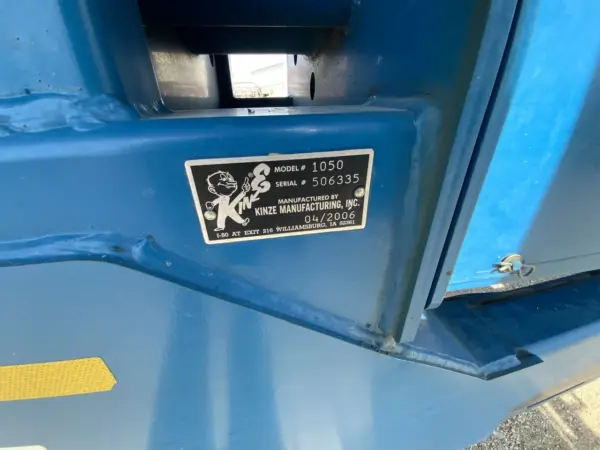 KINZE
MODEL # 1050
SERIAL # 506335
MANUFACTURED BY
KINZE MANUFACTURING, INC.
04/2006
I-80 AT EXIT 216 WILLIAMSBURG, IA 52361